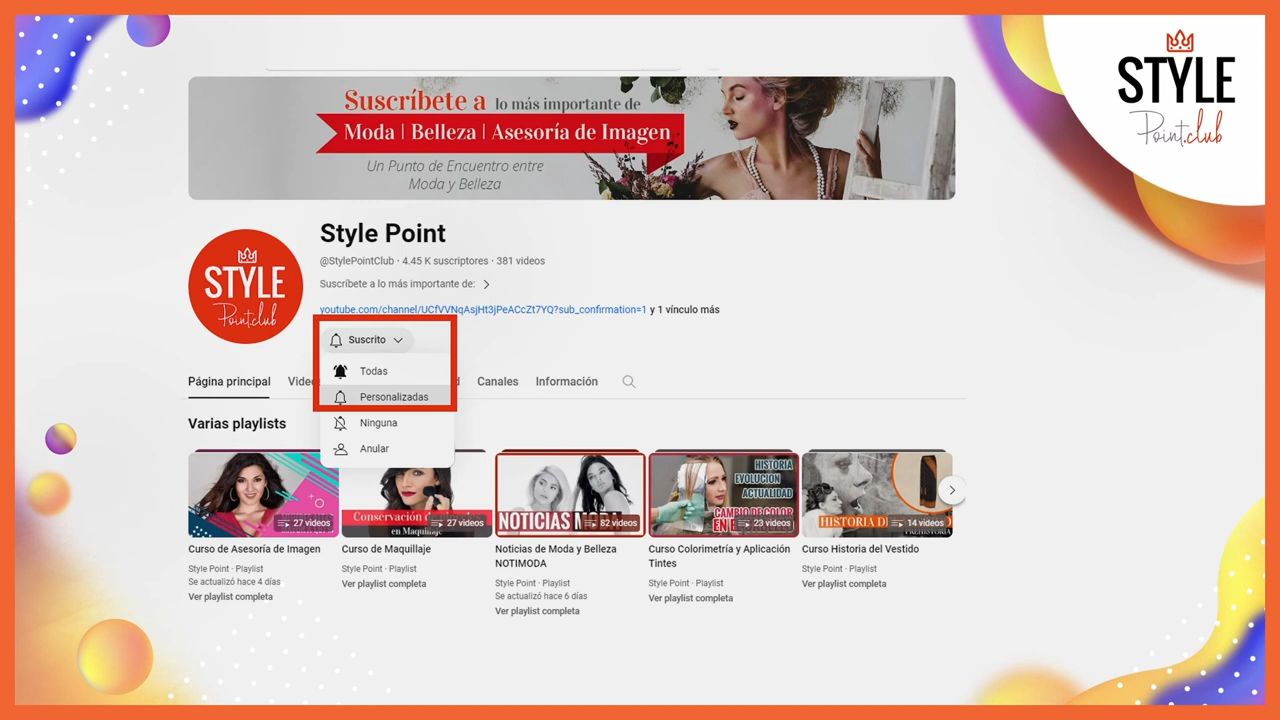 STYLE
Point.club
Suscríbete a lo más importante de
Moda | Belleza | Asesoría de Imagen
Un Punto de Encuentro entre
Moda y Belleza
STYLE
Point.club
Style Point
@StylePointClub · 4.45 K suscriptores · 381 videos
Suscríbete a lo más importante de:
youtube.com/channel/UCfVVNqAsjHt3jPeACcZt7YQ?sub_confirmation=1 y 1 vínculo más
Suscrito
Todas
Personalizadas
Ninguna
Anular
Página principal
Canales
Información
Varias playlists
27 videos
Conservación
en Maquillaje
27 videos
NOTICIAS
82 videos
HISTORIA
EVOLUCION
ACTUALIDAD
CAMBIO DE COLOR
23 videos
HISTORIA
14 videos
PREHISTORIA
Curso de Asesoría de Imagen
Style Point · Playlist
Se actualizó hace 4 días
Ver playlist completa
Curso de Maquillaje
Style Point · Playlist
Ver playlist completa
Noticias de Moda y Belleza
NOTIMODA
Style Point · Playlist
Se actualizó hace 6 días
Ver playlist completa
Curso Colorimetría y Aplicación
Tintes
Style Point · Playlist
Ver playlist completa
Curso Historia del Vestido
Style Point · Playlist
Ver playlist completa